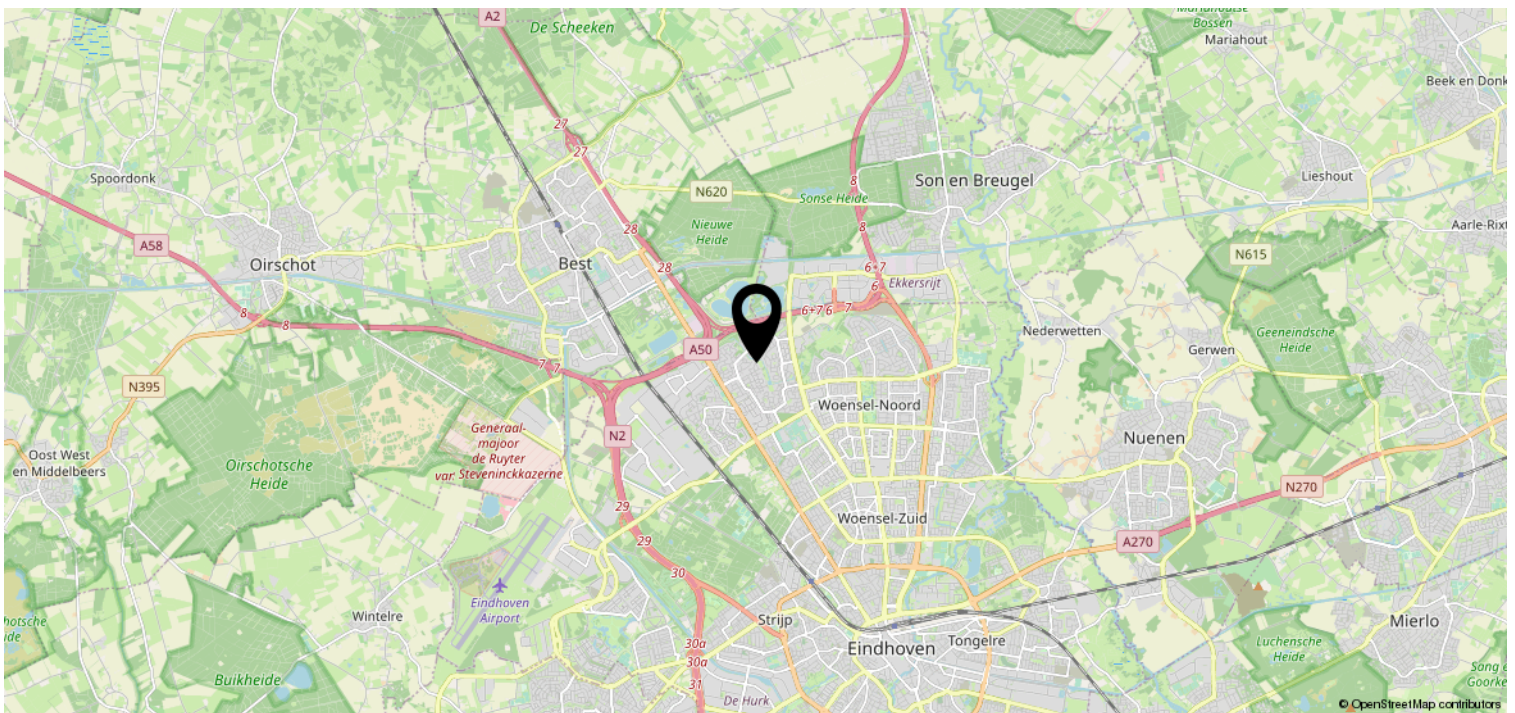 A2
De Scheeken
Mariahoutse
Bossen
Mariahout
Beek en Donk
27
27
Spoordonk
N620
Sonse Heide
8
Son en Breugel
Lieshout
A58
Oirschot
28
Nieuwe
Heide
8
Aarle-Rixt
Best
28
6+7
6
Ekkersrijt
N615
8
8
6+7
6
7
Nederwetten
Geeneindsche
Heide
A50
Gerwen
7
7
N395
Woensel-Noord
Generaal-
majoor
de Ruyter
van Steveninckkazerne
N2
Nuenen
Oost West
en Middelbeers
Oirschotsche
Heide
N270
29
Woensel-Zuid
29
A270
30
Eindhoven
Airport
Wintelre
Strijp
Mierlo
30a
Eindhoven
Tongelre
Luchensche
Heide
30a
Buikheide
31
De Hurk
© OpenStreetMap contributors